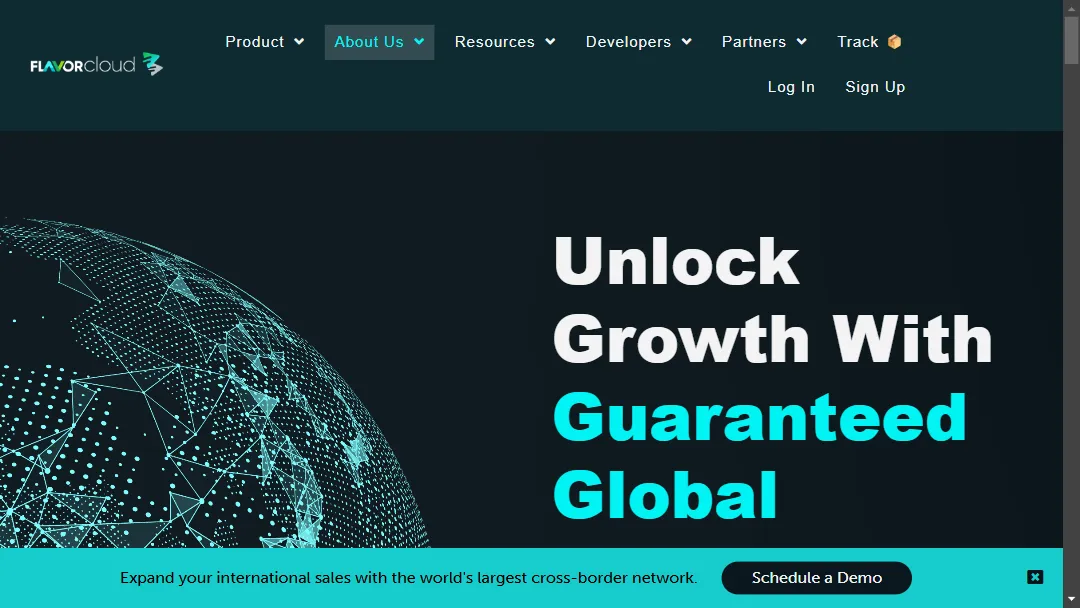 FLAVORcloud
Product
About Us
Resources
Developers
Partners
Track
Log In
Sign Up
Unlock
Growth With
Guaranteed
Global
Expand your international sales with the world's largest cross-border network.
Schedule a Demo